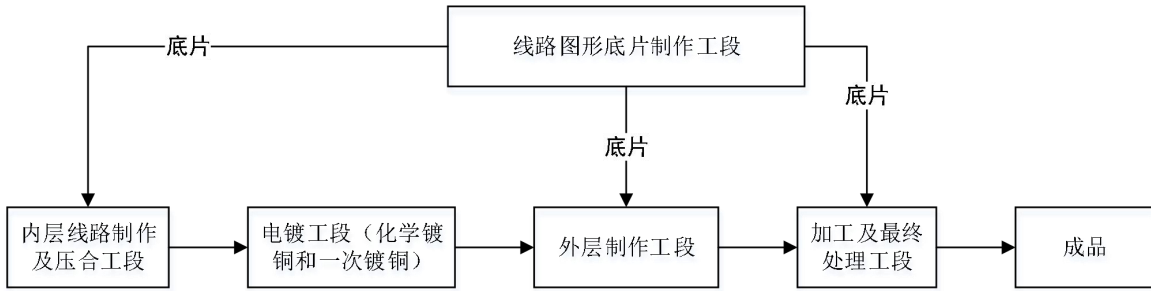 线路图形底片制作工段
底片
底片
底片
内层线路制作
及压合工段
电镀工段（化学镀
铜和一次镀铜）
外层制作工段
加工及最终
处理工段
成品